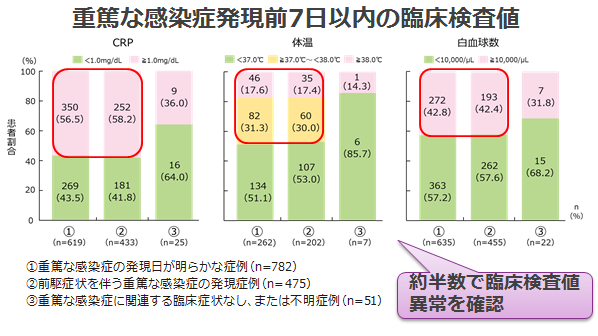 重篤な感染症発現前7日以内の臨床検査値
CRP
<1.0mg/dL ≧1.0mg/dL
(%)
100
80
60
40
20
0
患者割合
350
(56.5)
252
(58.2)
9
(36.0)
269
(43.5)
181
(41.8)
16
(64.0)
① ② ③
(n=619) (n=433) (n=25)
体温
<37.0℃ ≧37.0℃~<38.0℃ ≧38.0℃
46
(17.6)
35
(17.4)
1
(14.3)
82
(31.3)
60
(30.0)
6
(85.7)
134
(51.1)
107
(53.0)
① ② ③
(n=262) (n=202) (n=7)
白血球数
<10,000/μL ≧10,000/μL
272
(42.8)
193
(42.4)
7
(31.8)
363
(57.2)
262
(57.6)
15
(68.2)
n
(%)
① ② ③
(n=635) (n=455) (n=22)
①重篤な感染症の発現日が明らかな症例(n=782)
②前駆症状を伴う重篤な感染症の発現症例(n=475)
③重篤な感染症に関連する臨床症状なし、または不明症例(n=51)
約半数で臨床検査値
異常を確認